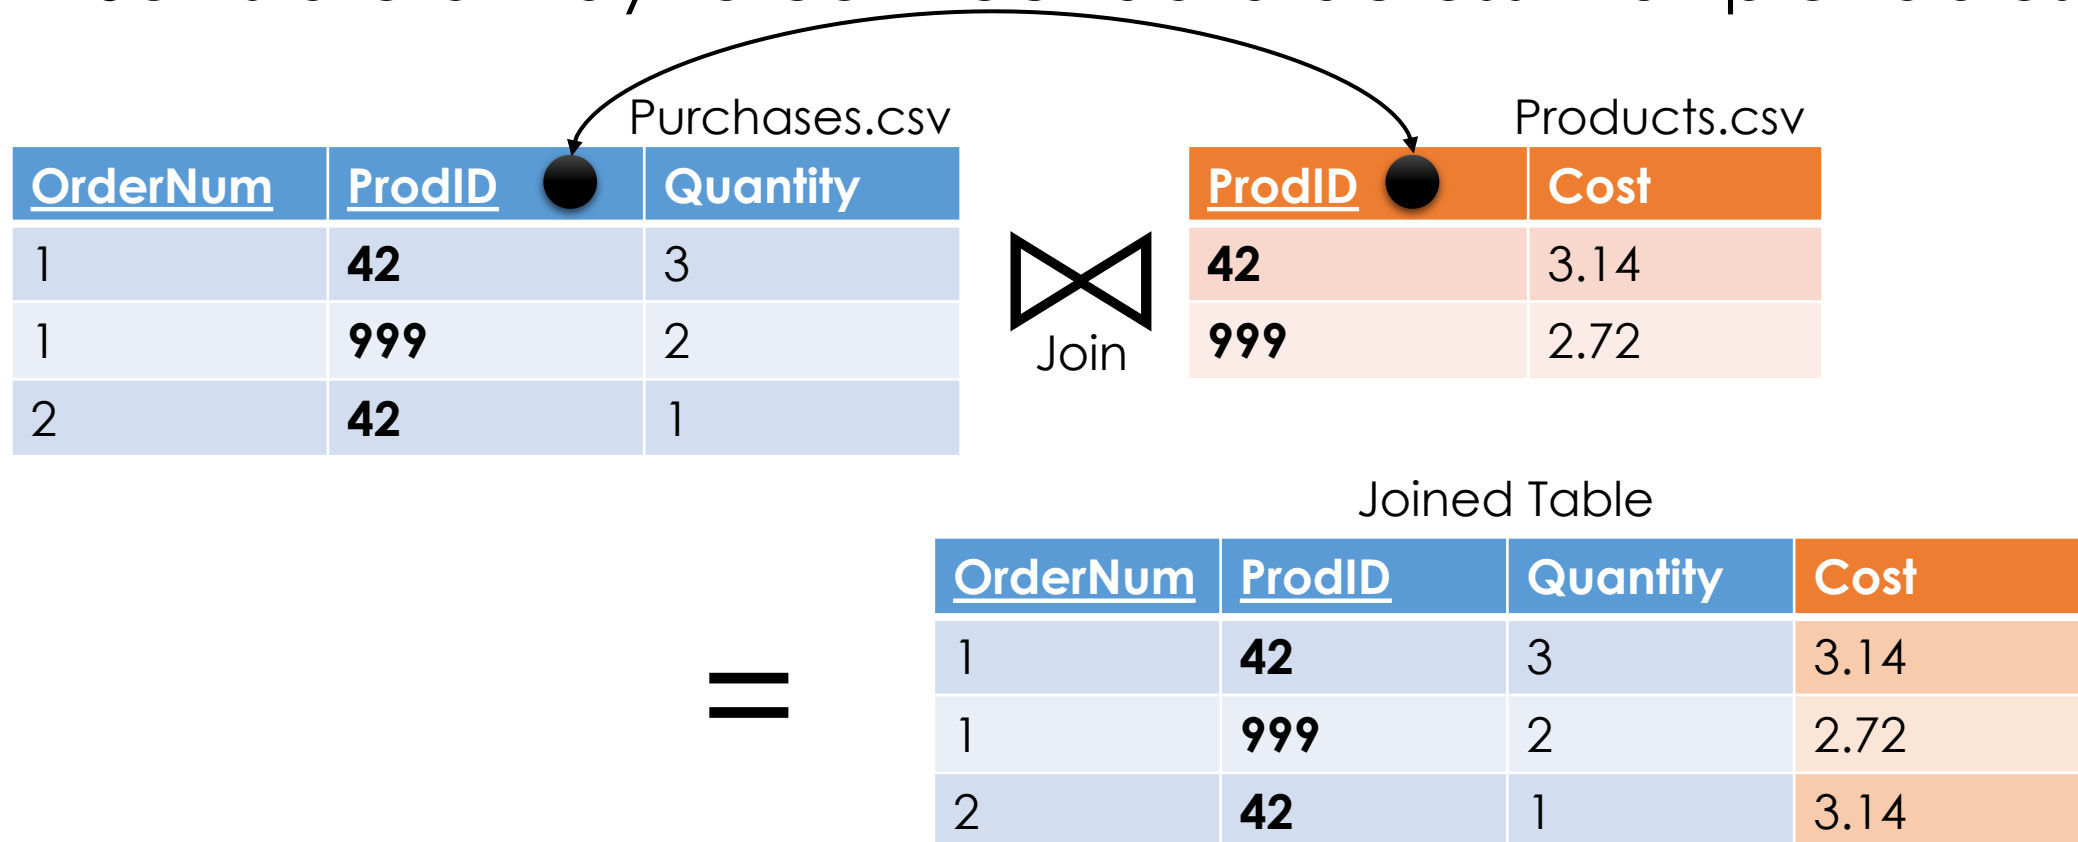 Purchases.csv
OrderNum ProdID Quantity
1 42 3
1 999 2
2 42 1
Join
Products.csv
ProdID Cost
42 3.14
999 2.72
Joined Table
=
OrderNum ProdID Quantity Cost
1 42 3 3.14
1 999 2 2.72
2 42 1 3.14